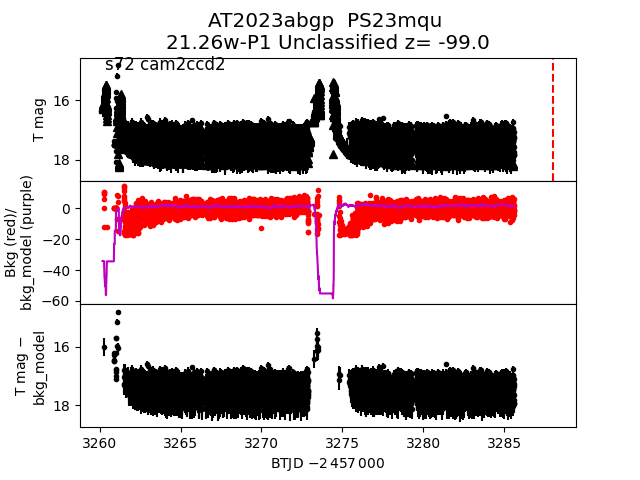 AT2023abgp  PS23mqu
21.26w-P1 Unclassified z= -99.0
s72 cam2ccd2
T mag
16
18
Bkg (red)/
bkg_model (purple)
0
−20
−40
−60
T mag −
bkg_model
16
18
3260 3265 3270 3275 3280 3285
BTJD −2 457 000